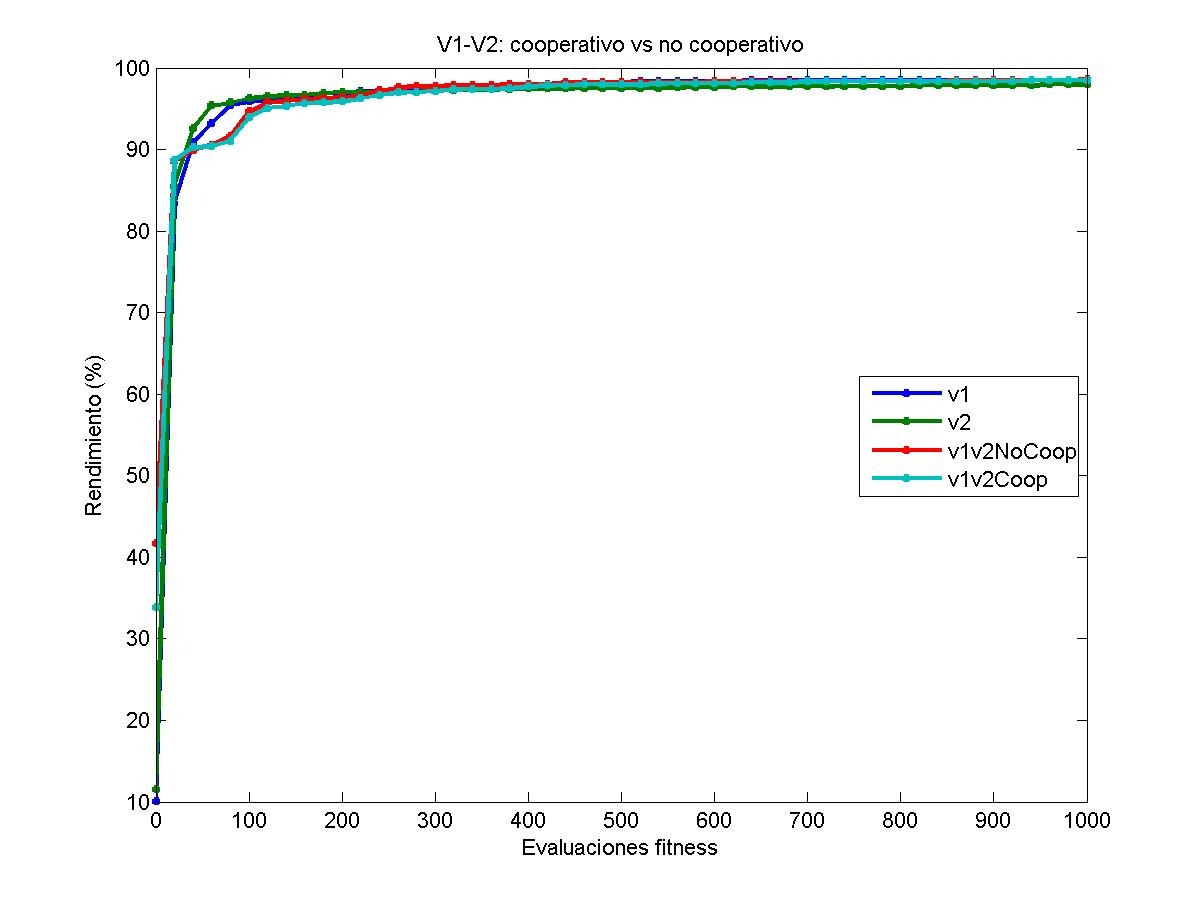 V1-V2: cooperativo vs no cooperativo
100
90
80
70
60
50
40
30
20
10
Rendimiento (%)
v1
v2
v1v2NoCoop
v1v2Coop
0 100 200 300 400 500 600 700 800 900 1000
Evaluaciones fitness